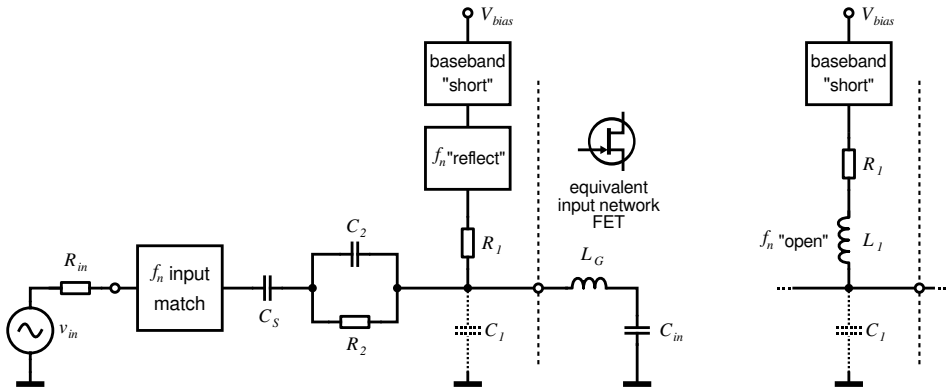 V_bias
V_bias
baseband
"short"
baseband
"short"
f_n "reflect"
equivalent
input network
FET
R_1
R_1
C_2
f_n "open"
L_1
R_in
f_n input
match
L_G
C_S
R_2
C_1
C_in
C_1
v_in